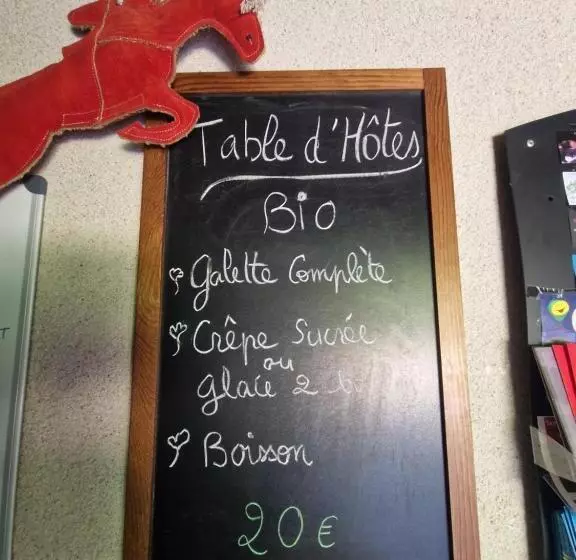 Table d'Hôtes
Bio
Galette Complète
Crêpe Sucrée
ou
glace 2 b
Boisson
20 €